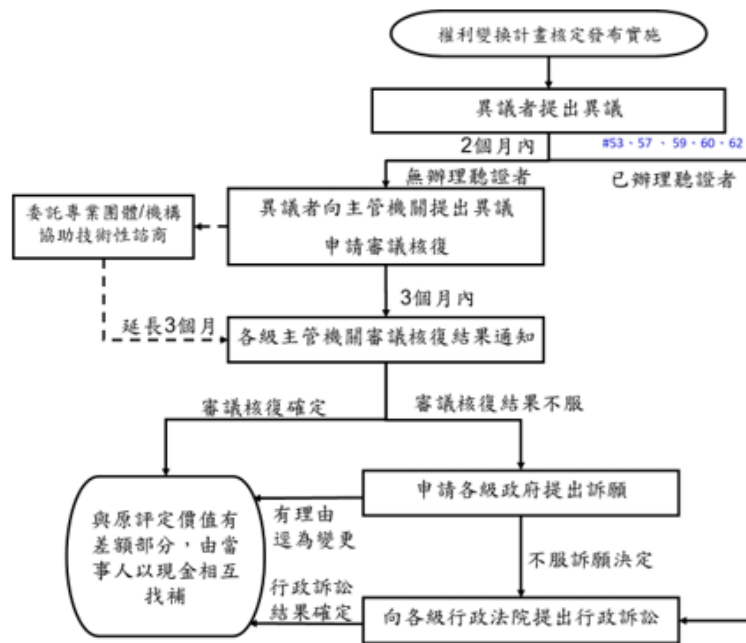 權利變換計畫核定發布實施
異議者提出異議
2個月內
#53、57 、 59、60、62
無辦理聽證者
已辦理聽證者
委託專業團體/機構
協助技術性諮商
異議者向主管機關提出異議
申請審議核復
3個月內
延長3個月
各級主管機關審議核復結果通知
審議核復確定
審議核復結果不服
與原評定價值有
差額部分，由當
事人以現金相互
找補
有理由
逕為變更
申請各級政府提出訴願
不服訴願決定
行政訴訟
結果確定
向各級行政法院提出行政訴訟